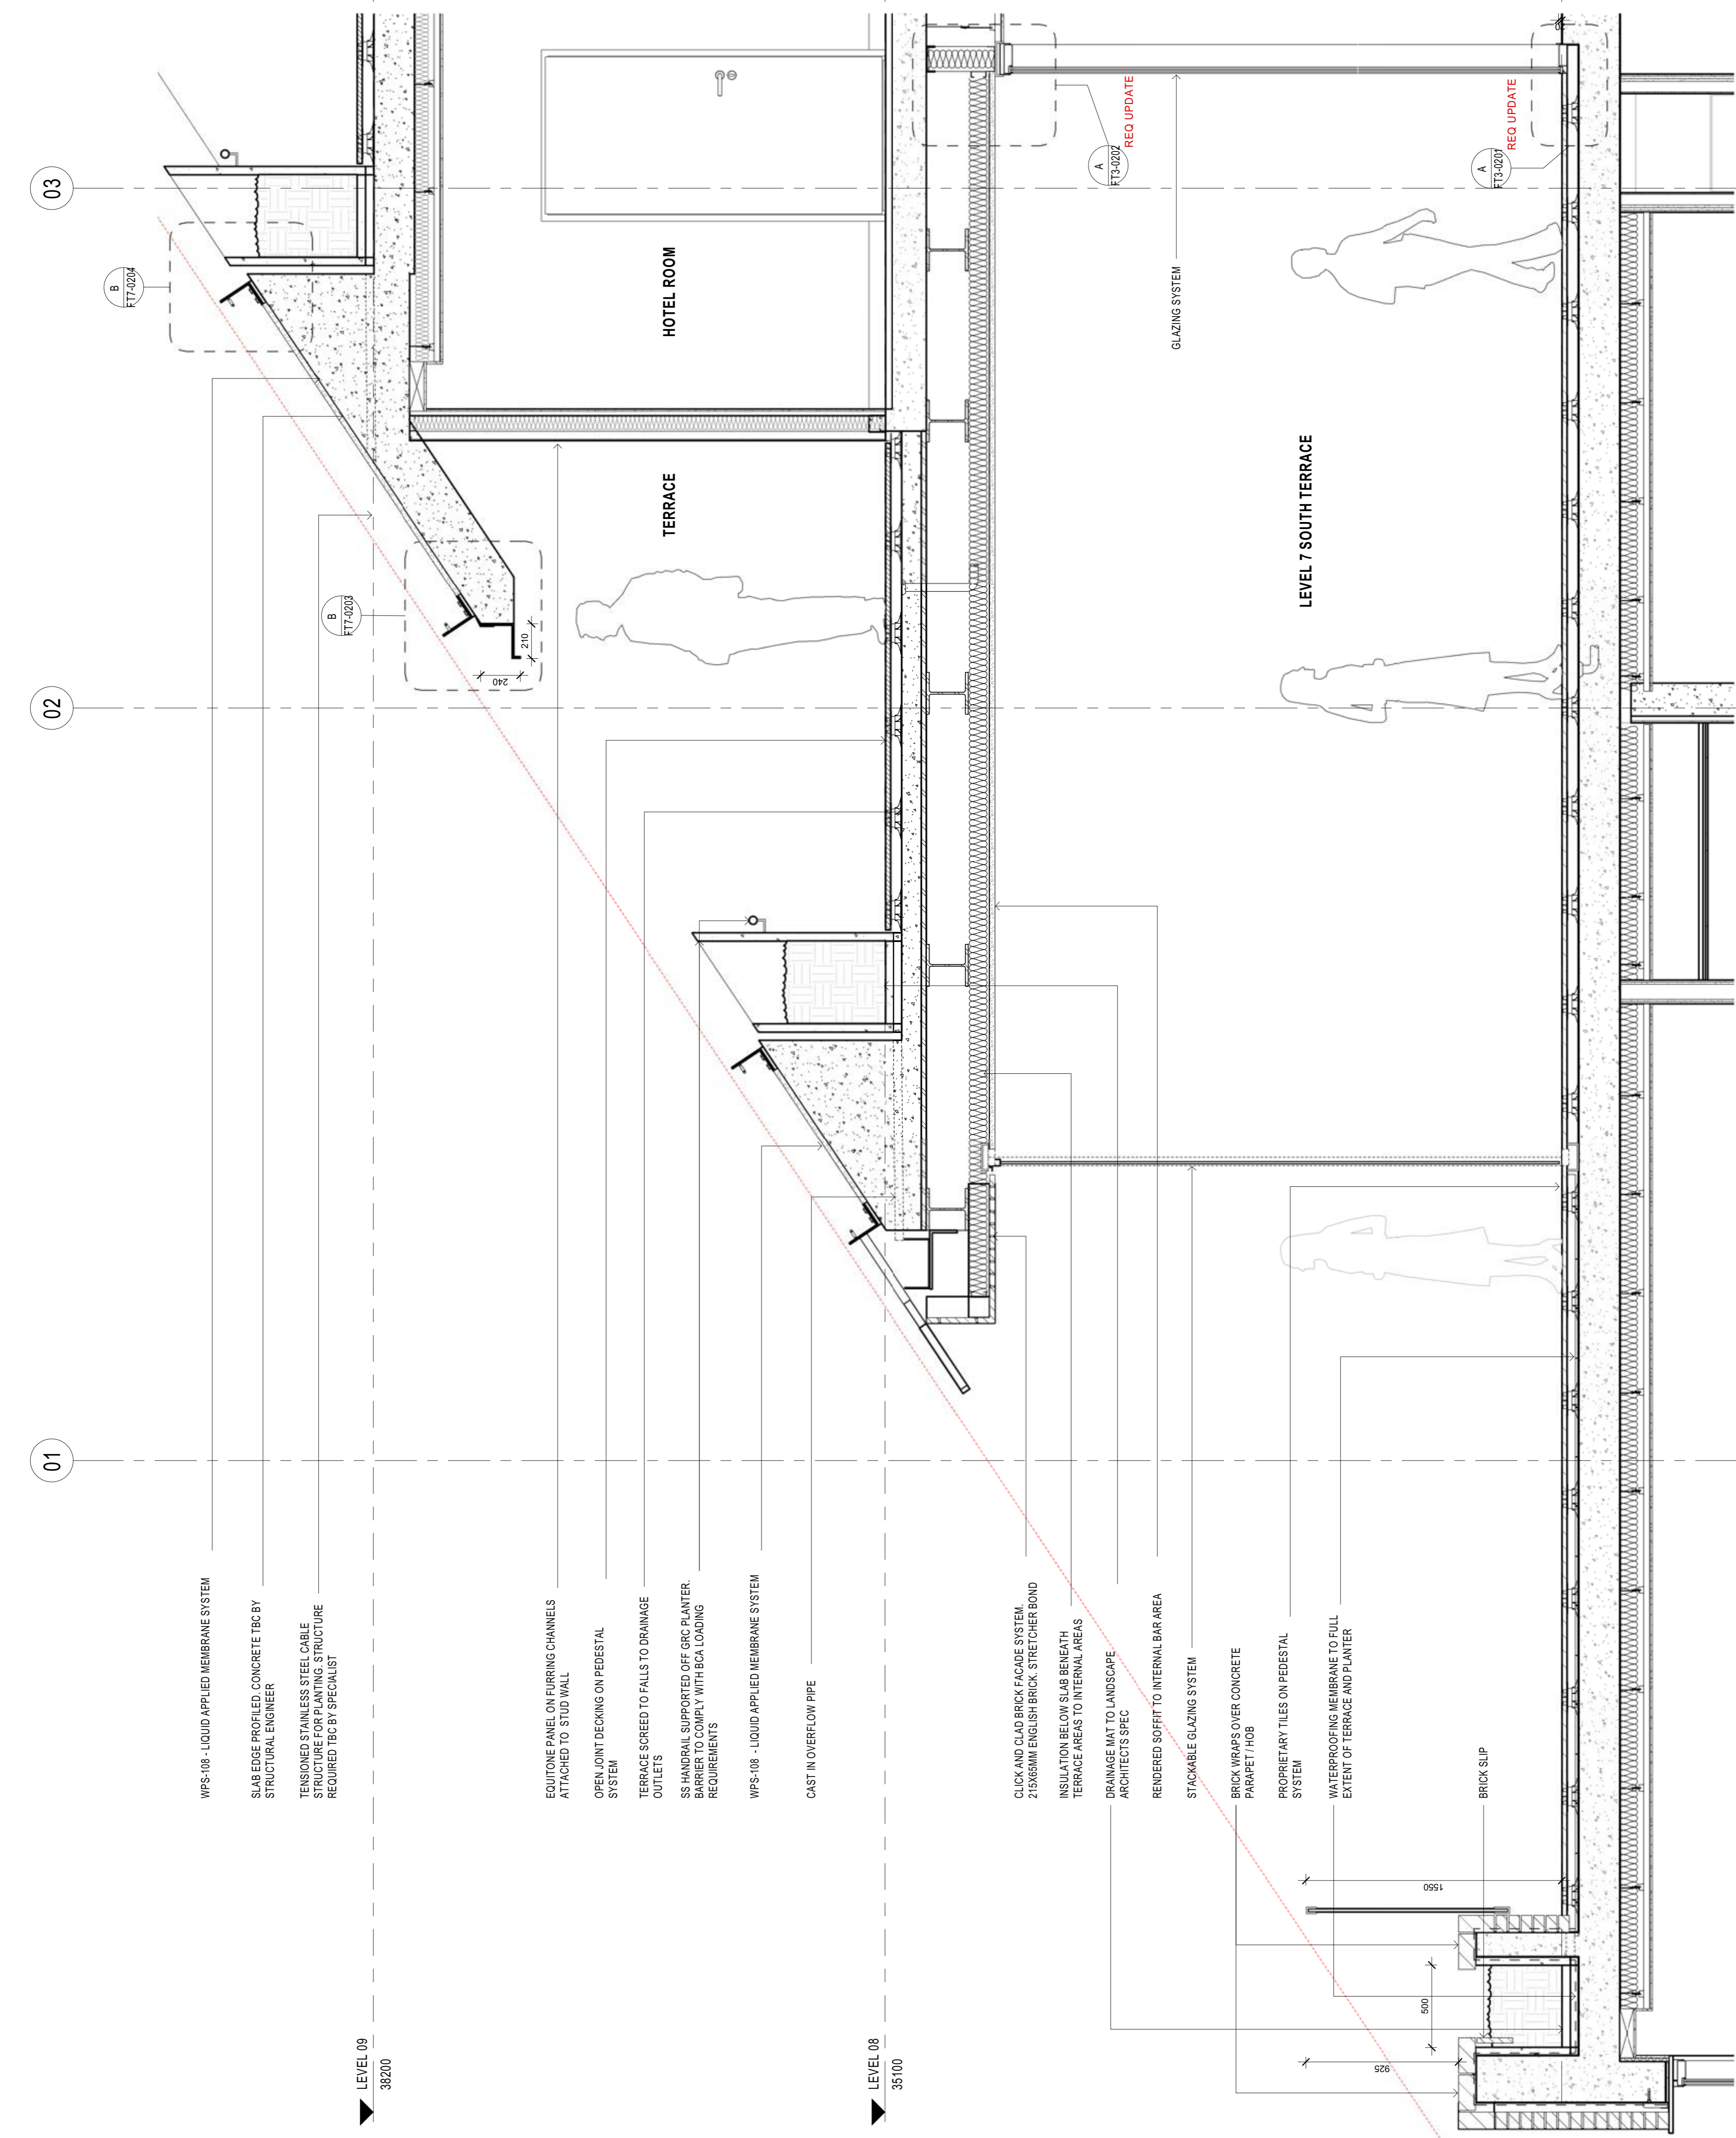 03
02
01
B
FT7-0204
B
FT7-0203
A
FT3-0202
REQ UPDATE
A
FT3-0201
REQ UPDATE
HOTEL ROOM
TERRACE
GLAZING SYSTEM
LEVEL 7 SOUTH TERRACE
240
210
WPS-108 - LIQUID APPLIED MEMBRANE SYSTEM
SLAB EDGE PROFILED. CONCRETE TBC BY
STRUCTURAL ENGINEER
TENSIONED STAINLESS STEEL CABLE
STRUCTURE FOR PLANTING. STRUCTURE
REQUIRED TBC BY SPECIALIST
EQUITONE PANEL ON FURRING CHANNELS
ATTACHED TO STUD WALL
OPEN JOINT DECKING ON PEDESTAL
SYSTEM
TERRACE SCREED TO FALLS TO DRAINAGE
OUTLETS
SS HANDRAIL SUPPORTED OFF GRC PLANTER.
BARRIER TO COMPLY WITH BCA LOADING
REQUIREMENTS
WPS-108 - LIQUID APPLIED MEMBRANE SYSTEM
CAST IN OVERFLOW PIPE
CLICK AND CLAD BRICK FACADE SYSTEM.
215X65MM ENGLISH BRICK. STRETCHER BOND
INSULATION BELOW SLAB BENEATH
TERRACE AREAS TO INTERNAL AREAS
DRAINAGE MAT TO LANDSCAPE
ARCHITECTS SPEC
RENDERED SOFFIT TO INTERNAL BAR AREA
STACKABLE GLAZING SYSTEM
BRICK WRAPS OVER CONCRETE
PARAPET / HOB
PROPRIETARY TILES ON PEDESTAL
SYSTEM
WATERPROOFING MEMBRANE TO FULL
EXTENT OF TERRACE AND PLANTER
BRICK SLIP
1550
500
925
LEVEL 09
38200
LEVEL 08
35100